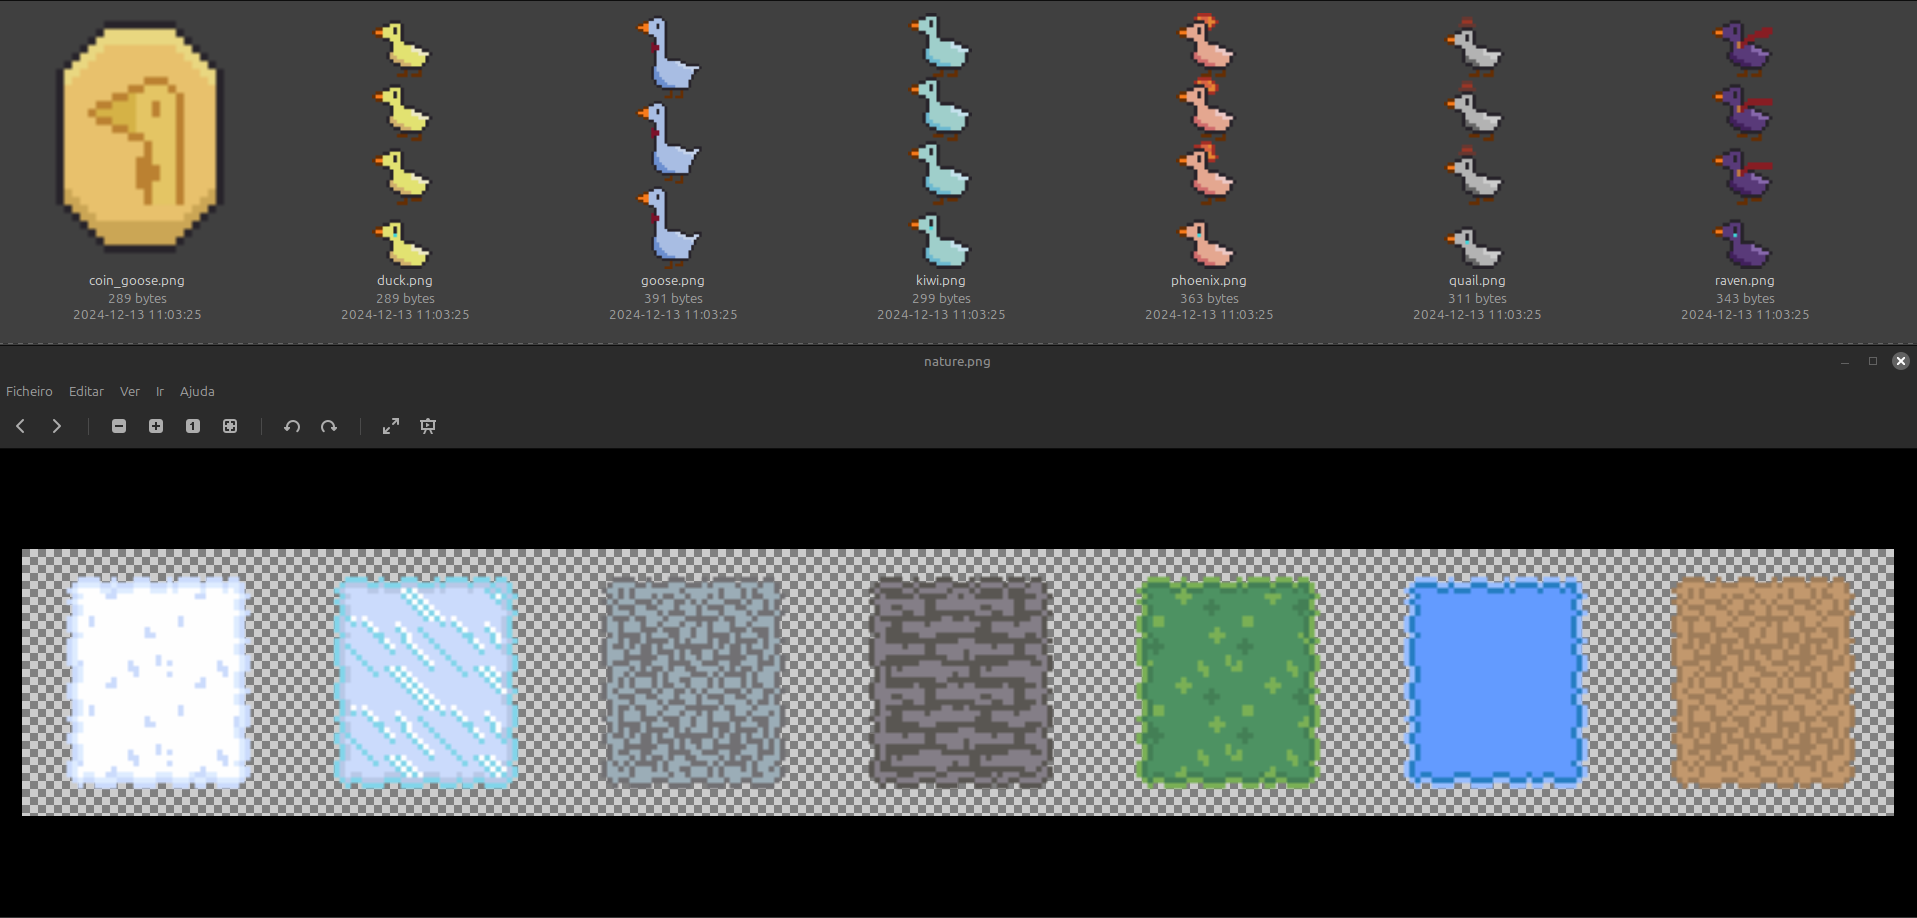 coin_goose.png
289 bytes
2024-12-13 11:03:25
duck.png
289 bytes
2024-12-13 11:03:25
goose.png
391 bytes
2024-12-13 11:03:25
kiwi.png
299 bytes
2024-12-13 11:03:25
phoenix.png
363 bytes
2024-12-13 11:03:25
quail.png
311 bytes
2024-12-13 11:03:25
raven.png
343 bytes
2024-12-13 11:03:25
nature.png
Ficheiro Editar Ver Ir Ajuda
1